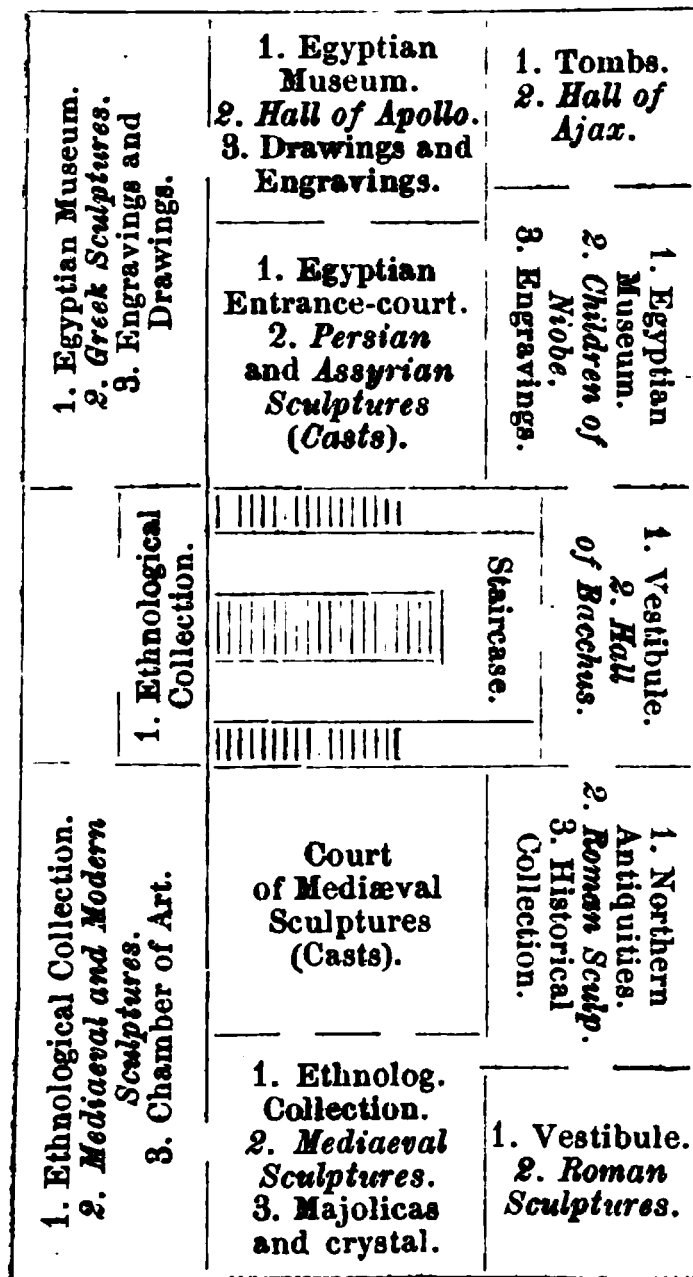 1. Egyptian Museum.
2. Greek Sculptures.
3. Engravings and
Drawings.
1. Egyptian
Museum.
2. Hall of Apollo.
3. Drawings and
Engravings.
1. Tombs.
2. Hall of
Ajax.
1. Egyptian
Entrance-court.
2. Persian
and Assyrian
Sculptures
(Casts).
1. Egyptian
Museum.
2. Children of
Niobe.
3. Engravings.
1. Ethnological
Collection.
Staircase.
1. Vestibule.
2. Hall
of Bacchus.
1. Ethnological Collection.
2. Mediaeval and Modern
Sculptures.
3. Chamber of Art.
Court
of Mediæval
Sculptures
(Casts).
1. Northern
Antiquities.
2. Roman Sculp.
3. Historical
Collection.
1. Ethnolog.
Collection.
2. Mediaeval
Sculptures.
3. Majolicas
and crystal.
1. Vestibule.
2. Roman
Sculptures.